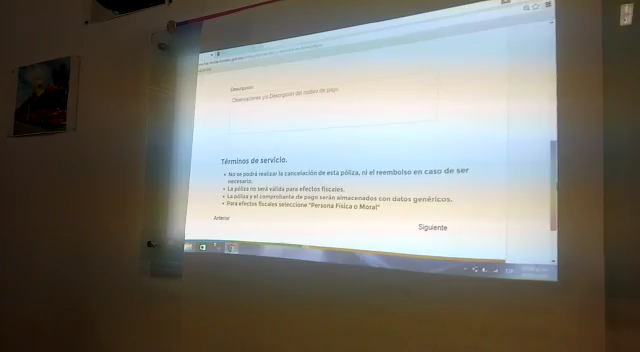 Descripción:
Observaciones y/o Descripción del motivo de pago.
Términos de servicio.
No se podrá realizar la cancelación de esta póliza, ni el reembolso en caso de ser
necesario.
La póliza no será válida para efectos fiscales.
La póliza y el comprobante de pago serán almacenados con datos genéricos.
Para efectos fiscales seleccione "Persona Física o Moral"
Anterior
Siguiente
ESP